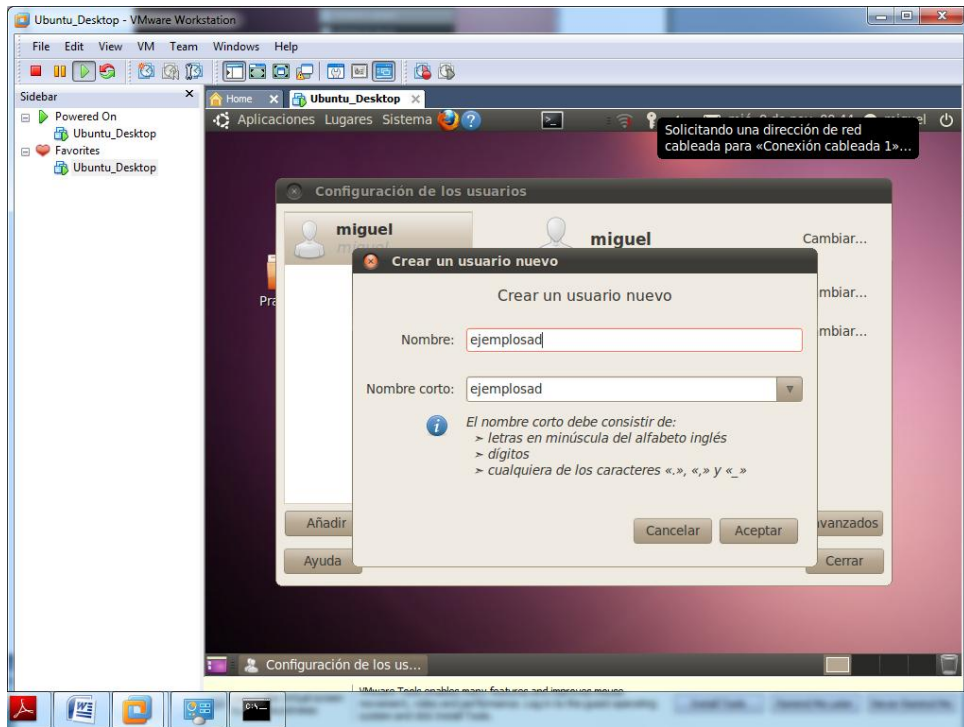 Ubuntu_Desktop - VMware Workstation
File Edit View VM Team Windows Help
Sidebar
Powered On
Ubuntu_Desktop
Favorites
Ubuntu_Desktop
Home
Ubuntu_Desktop
Aplicaciones Lugares Sistema
Solicitando una dirección de red
cableada para «Conexión cableada 1»...
Configuración de los usuarios
miguel
miguel
miguel
Cambiar...
Crear un usuario nuevo
Crear un usuario nuevo
mbiar...
mbiar...
Pra
Nombre: ejemplosad
Nombre corto: ejemplosad
El nombre corto debe consistir de:
➢ letras en minúscula del alfabeto inglés
➢ dígitos
➢ cualquiera de los caracteres «.», «,» y «_»
Añadir
Cancelar
Aceptar
vanzados
Ayuda
Cerrar
Configuración de los us...
VMware Tools enables many features and improves mouse